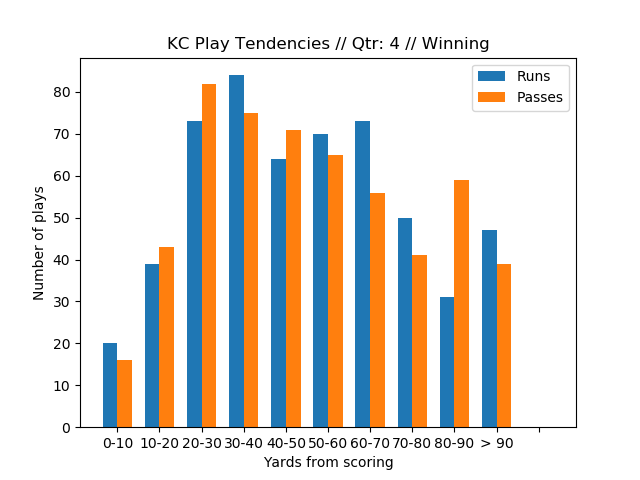 KC Play Tendencies // Qtr: 4 // Winning
Runs
Passes
Number of plays
80
70
60
50
40
30
20
10
0
0-10 10-20 20-30 30-40 40-50 50-60 60-70 70-80 80-90 > 90
Yards from scoring